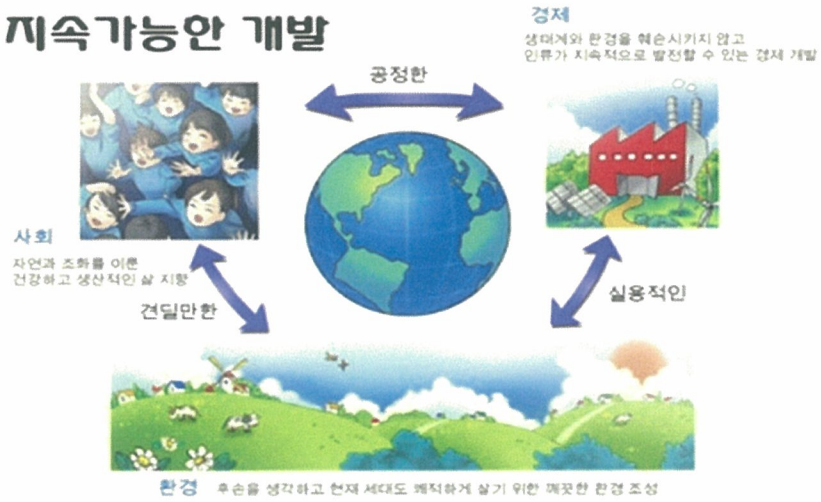 지속가능한 개발
경제
생태계와 환경을 훼손시키지 않고
인류가 지속적으로 발전할 수 있는 경제 개발
공정한
사회
자연과 조화를 이룬
건강하고 생산적인 삶 지향
견딜만한
실용적인
환경 후손을 생각하고 현재 세대도 쾌적하게 살기 위한 깨끗한 환경 조성